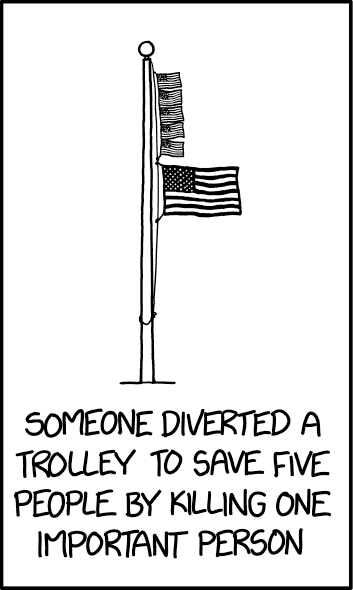 SOMEONE DIVERTED A
TROLLEY TO SAVE FIVE
PEOPLE BY KILLING ONE
IMPORTANT PERSON